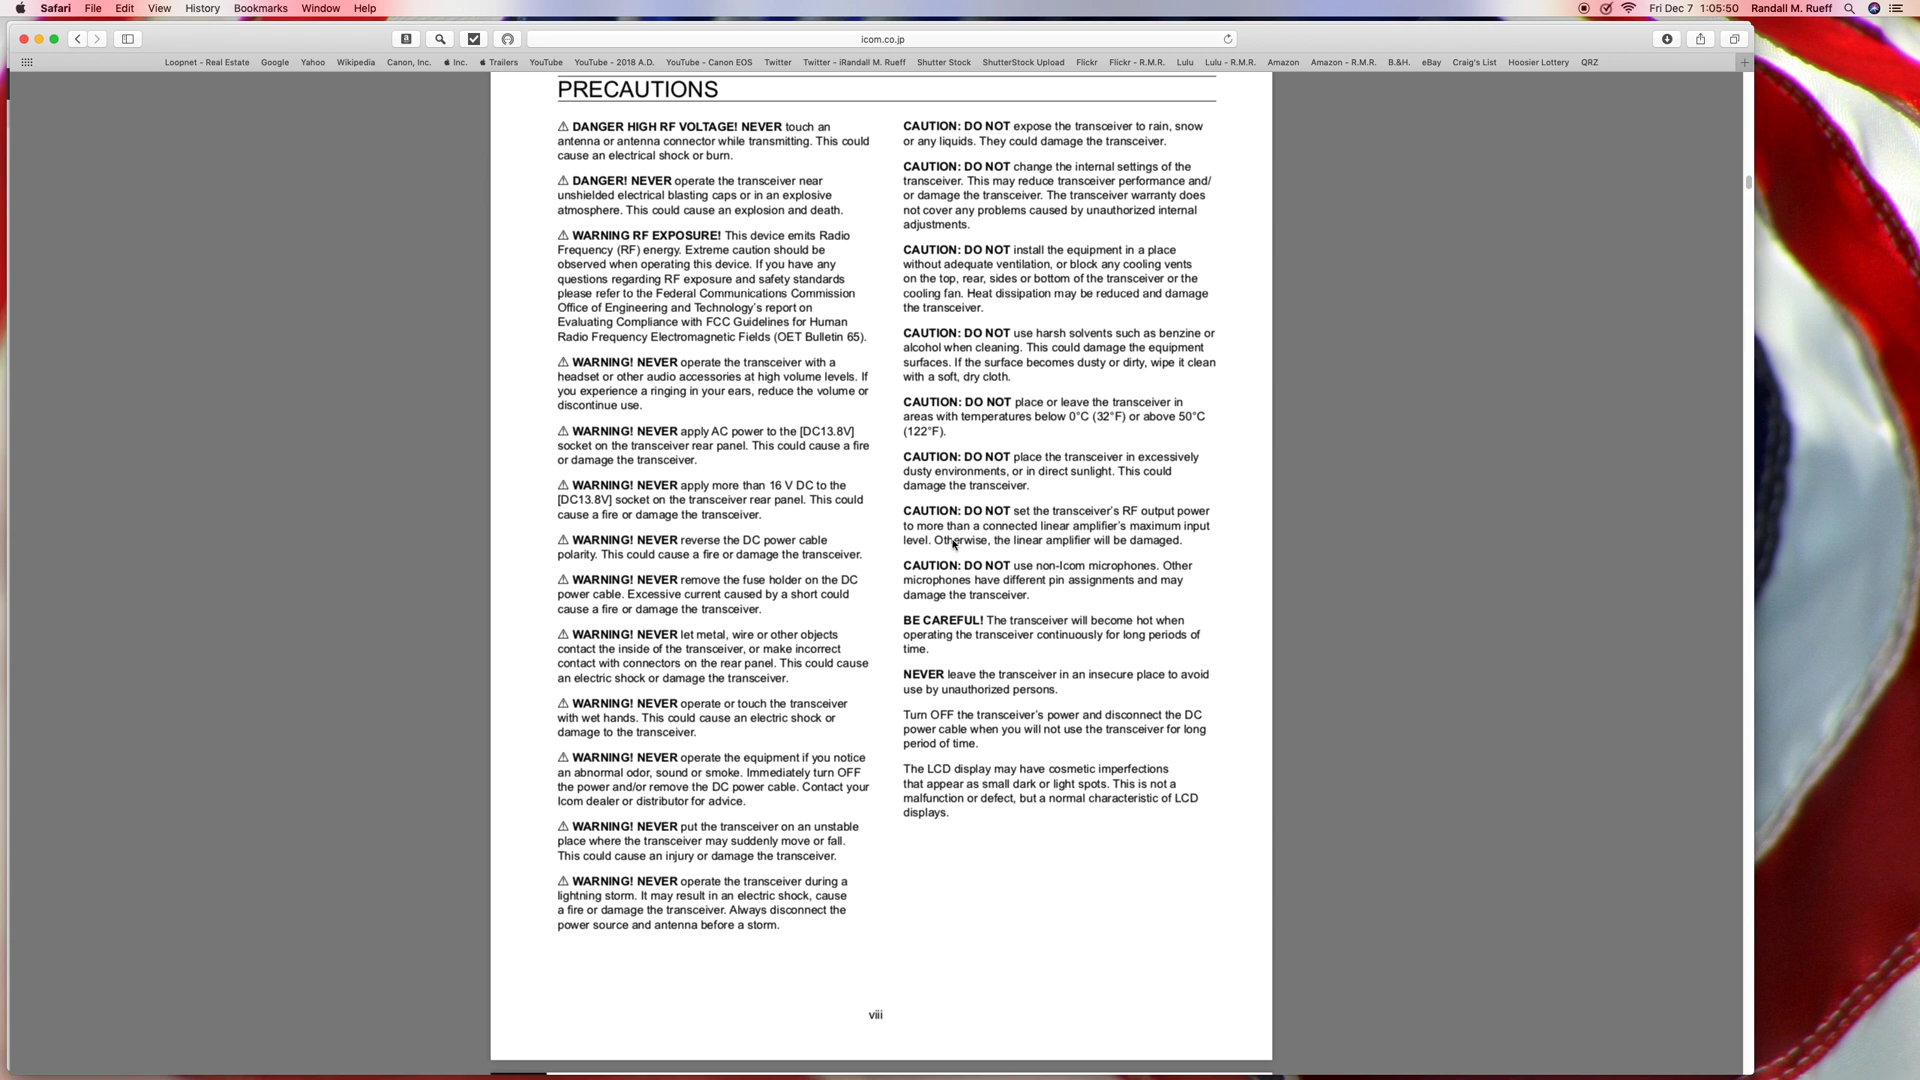 Safari File Edit View History Bookmarks Window Help Fri Dec 7 1:05:50 Randall M. Rueff
icom.co.jp
Loopnet - Real Estate Google Yahoo Wikipedia Canon, Inc. Inc. Trailers YouTube YouTube - 2018 A.D. YouTube - Canon EOS Twitter Twitter - iRandall M. Rueff Shutter Stock ShutterStock Upload Flickr Flickr - R.M.R. Lulu Lulu - R.M.R. Amazon Amazon - R.M.R. B.&H. eBay Craig's List Hoosier Lottery QRZ
PRECAUTIONS
⚠ DANGER HIGH RF VOLTAGE! NEVER touch an
antenna or antenna connector while transmitting. This could
cause an electrical shock or burn.
⚠ DANGER! NEVER operate the transceiver near
unshielded electrical blasting caps or in an explosive
atmosphere. This could cause an explosion and death.
⚠ WARNING RF EXPOSURE! This device emits Radio
Frequency (RF) energy. Extreme caution should be
observed when operating this device. If you have any
questions regarding RF exposure and safety standards
please refer to the Federal Communications Commission
Office of Engineering and Technology's report on
Evaluating Compliance with FCC Guidelines for Human
Radio Frequency Electromagnetic Fields (OET Bulletin 65).
⚠ WARNING! NEVER operate the transceiver with a
headset or other audio accessories at high volume levels. If
you experience a ringing in your ears, reduce the volume or
discontinue use.
⚠ WARNING! NEVER apply AC power to the [DC13.8V]
socket on the transceiver rear panel. This could cause a fire
or damage the transceiver.
⚠ WARNING! NEVER apply more than 16 V DC to the
[DC13.8V] socket on the transceiver rear panel. This could
cause a fire or damage the transceiver.
⚠ WARNING! NEVER reverse the DC power cable
polarity. This could cause a fire or damage the transceiver.
⚠ WARNING! NEVER remove the fuse holder on the DC
power cable. Excessive current caused by a short could
cause a fire or damage the transceiver.
⚠ WARNING! NEVER let metal, wire or other objects
contact the inside of the transceiver, or make incorrect
contact with connectors on the rear panel. This could cause
an electric shock or damage the transceiver.
⚠ WARNING! NEVER operate or touch the transceiver
with wet hands. This could cause an electric shock or
damage to the transceiver.
⚠ WARNING! NEVER operate the equipment if you notice
an abnormal odor, sound or smoke. Immediately turn OFF
the power and/or remove the DC power cable. Contact your
Icom dealer or distributor for advice.
⚠ WARNING! NEVER put the transceiver on an unstable
place where the transceiver may suddenly move or fall.
This could cause an injury or damage the transceiver.
⚠ WARNING! NEVER operate the transceiver during a
lightning storm. It may result in an electric shock, cause
a fire or damage the transceiver. Always disconnect the
power source and antenna before a storm.
CAUTION: DO NOT expose the transceiver to rain, snow
or any liquids. They could damage the transceiver.
CAUTION: DO NOT change the internal settings of the
transceiver. This may reduce transceiver performance and/
or damage the transceiver. The transceiver warranty does
not cover any problems caused by unauthorized internal
adjustments.
CAUTION: DO NOT install the equipment in a place
without adequate ventilation, or block any cooling vents
on the top, rear, sides or bottom of the transceiver or the
cooling fan. Heat dissipation may be reduced and damage
the transceiver.
CAUTION: DO NOT use harsh solvents such as benzine or
alcohol when cleaning. This could damage the equipment
surfaces. If the surface becomes dusty or dirty, wipe it clean
with a soft, dry cloth.
CAUTION: DO NOT place or leave the transceiver in
areas with temperatures below 0°C (32°F) or above 50°C
(122°F).
CAUTION: DO NOT place the transceiver in excessively
dusty environments, or in direct sunlight. This could
damage the transceiver.
CAUTION: DO NOT set the transceiver's RF output power
to more than a connected linear amplifier's maximum input
level. Otherwise, the linear amplifier will be damaged.
CAUTION: DO NOT use non-Icom microphones. Other
microphones have different pin assignments and may
damage the transceiver.
BE CAREFUL! The transceiver will become hot when
operating the transceiver continuously for long periods of
time.
NEVER leave the transceiver in an insecure place to avoid
use by unauthorized persons.
Turn OFF the transceiver's power and disconnect the DC
power cable when you will not use the transceiver for long
period of time.
The LCD display may have cosmetic imperfections
that appear as small dark or light spots. This is not a
malfunction or defect, but a normal characteristic of LCD
displays.
viii